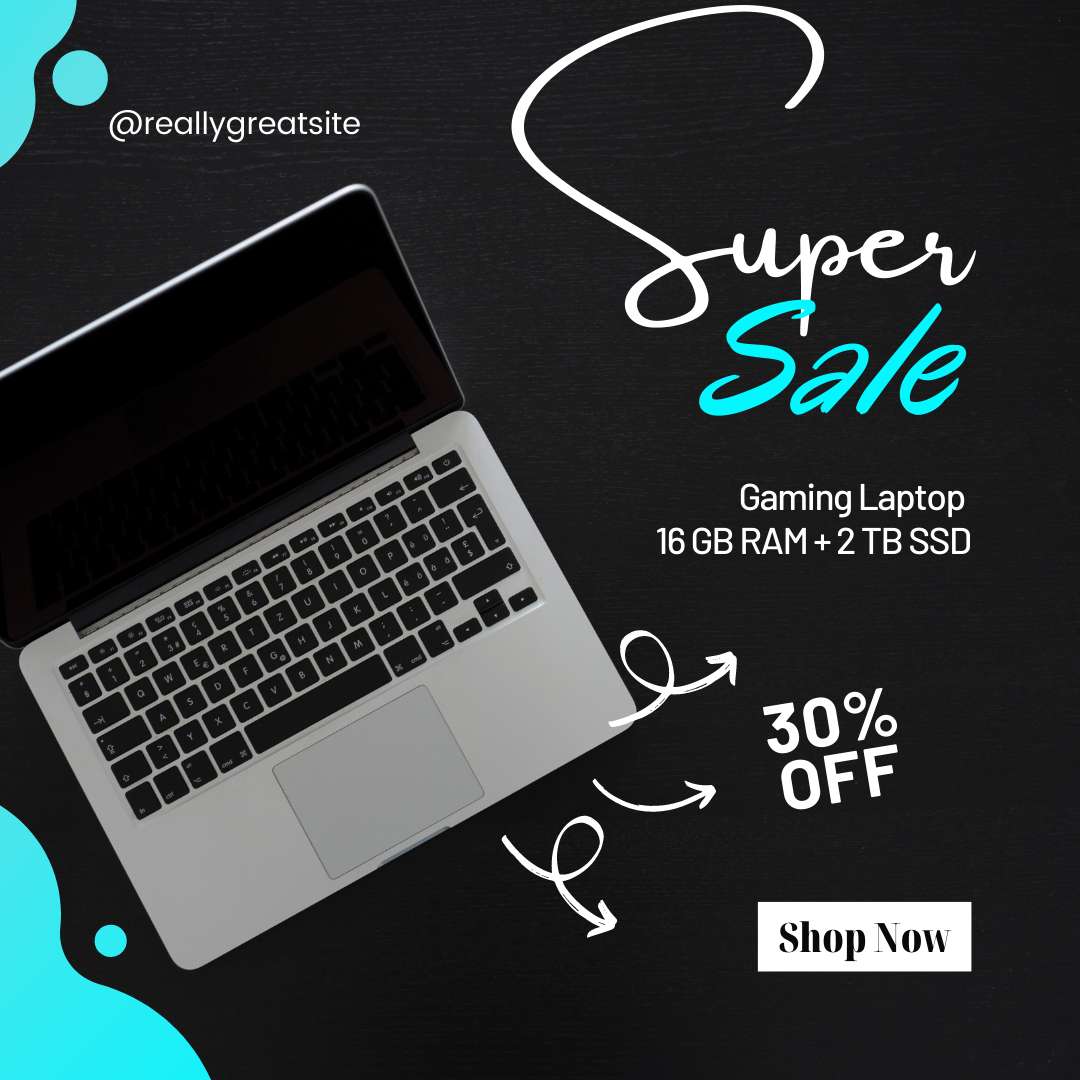 @reallygreatsite
Super
Sale
Gaming Laptop
16 GB RAM + 2 TB SSD
30%
OFF
Shop Now